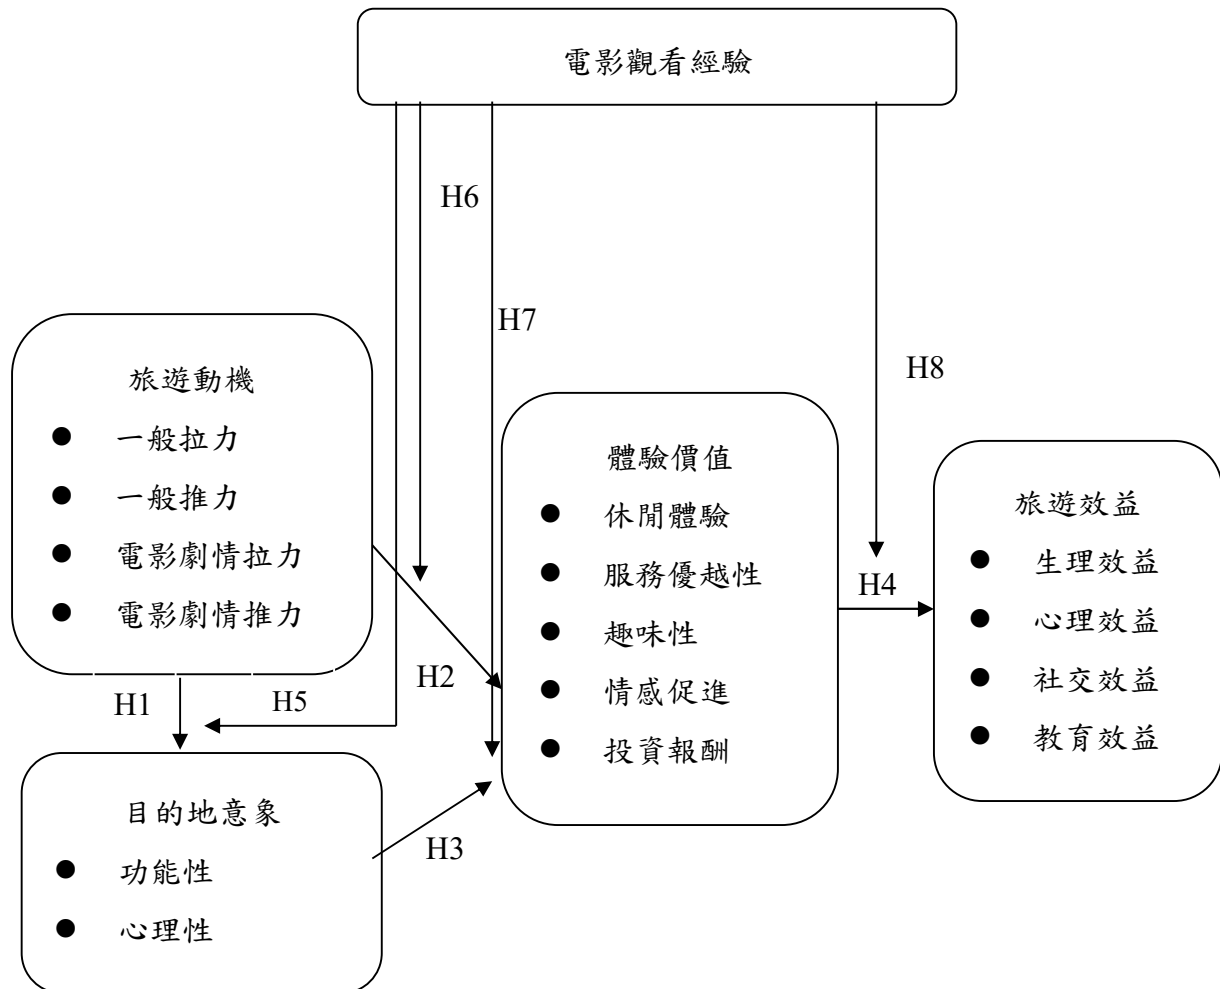 電影觀看經驗
H6
H7
H8
旅遊動機
● 一般拉力
● 一般推力
● 電影劇情拉力
● 電影劇情推力
體驗價值
● 休閒體驗
● 服務優越性
● 趣味性
● 情感促進
● 投資報酬
H4
旅遊效益
● 生理效益
● 心理效益
● 社交效益
● 教育效益
H1
H5
H2
目的地意象
● 功能性
● 心理性
H3